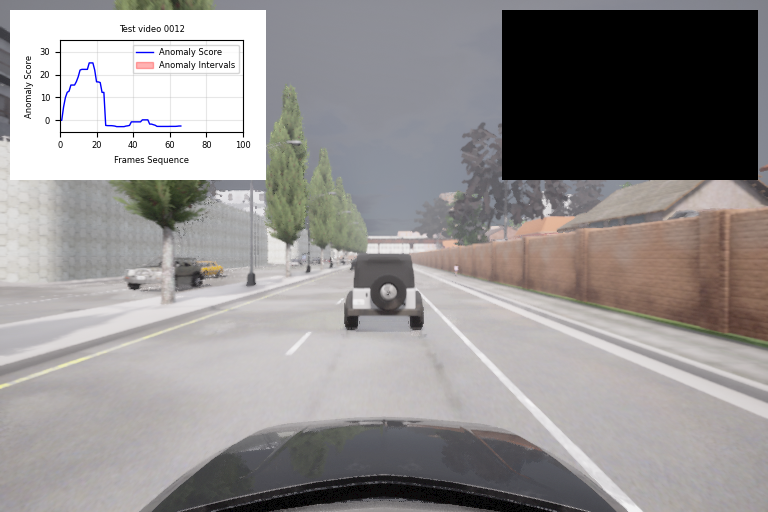 Test video 0012
Anomaly Score
Anomaly Intervals
Anomaly Score
30
20
10
0
0 20 40 60 80 100
Frames Sequence